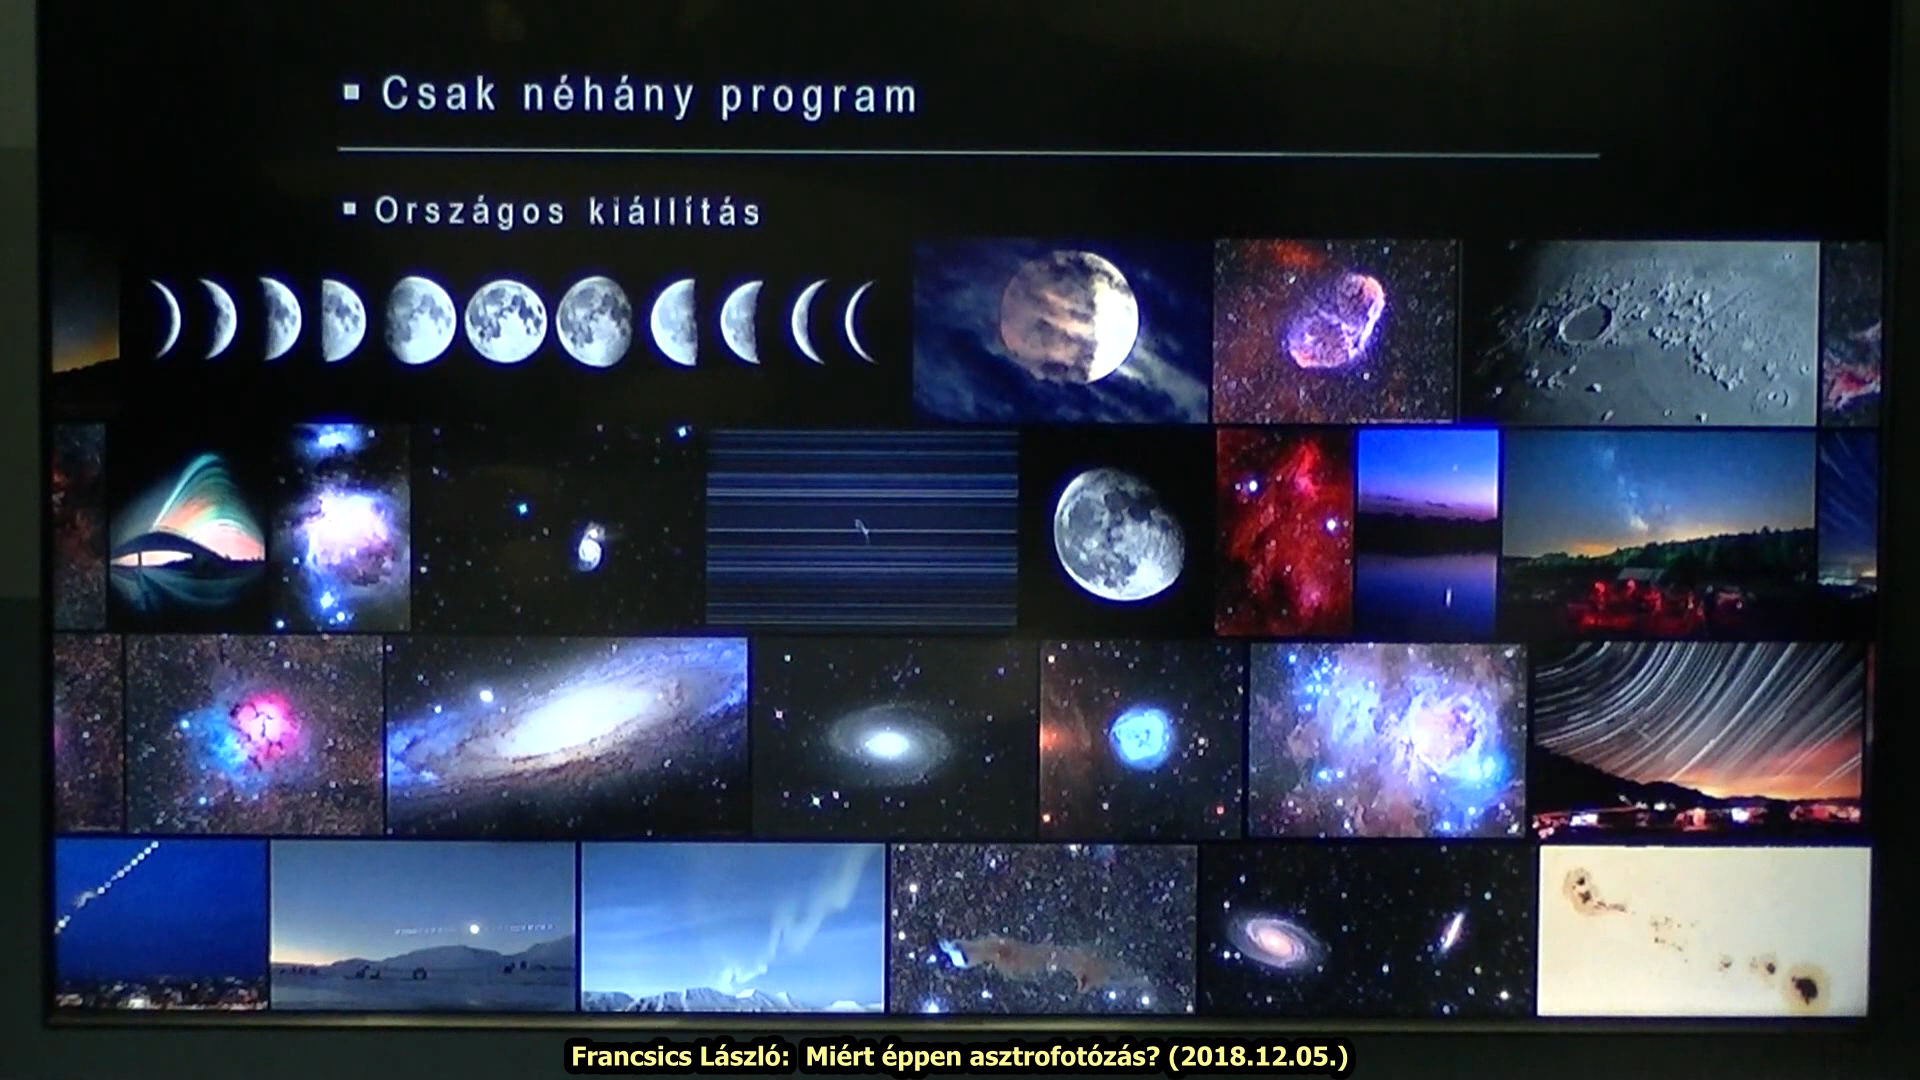 ▪ Csak néhány program
▪ Országos kiállítás
Francsics László: Miért éppen asztrofotózás? (2018.12.05.)